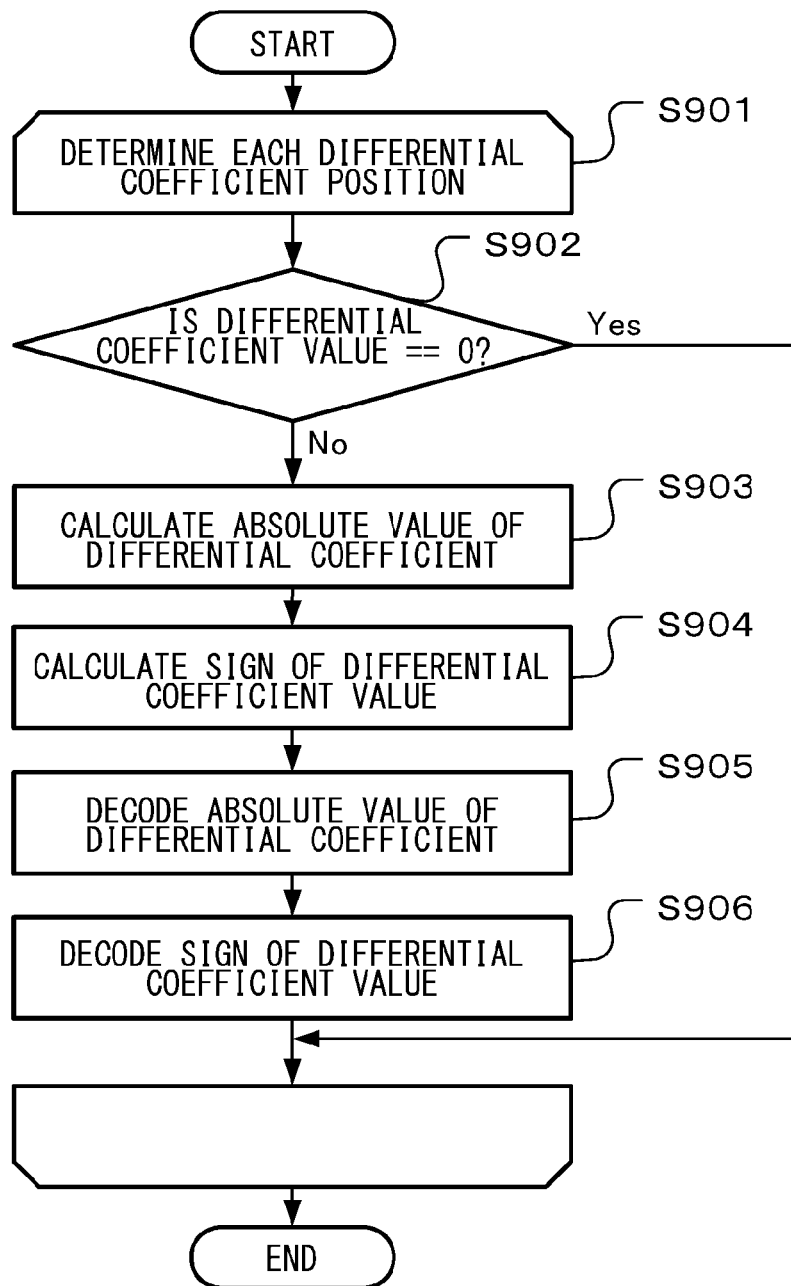 START
S901
DETERMINE EACH DIFFERENTIAL
COEFFICIENT POSITION
S902
IS DIFFERENTIAL
COEFFICIENT VALUE == 0?
Yes
No
S903
CALCULATE ABSOLUTE VALUE OF
DIFFERENTIAL COEFFICIENT
S904
CALCULATE SIGN OF DIFFERENTIAL
COEFFICIENT VALUE
S905
DECODE ABSOLUTE VALUE OF
DIFFERENTIAL COEFFICIENT
S906
DECODE SIGN OF DIFFERENTIAL
COEFFICIENT VALUE
END